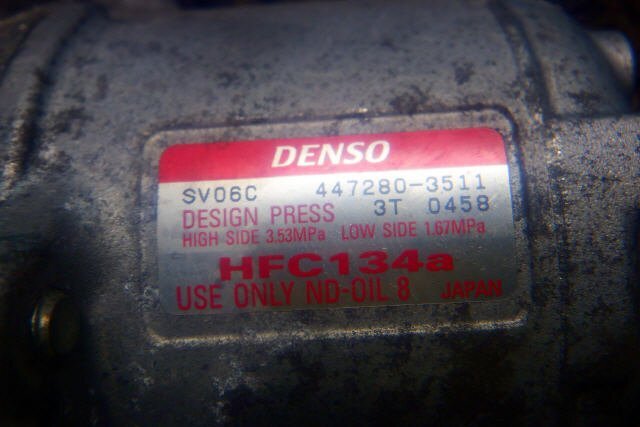 DENSO
SV06C 447280-3511
DESIGN PRESS 3T 0458
HIGH SIDE 3.53MPa LOW SIDE 1.67MPa
HFC134a
USE ONLY ND-OIL 8 JAPAN